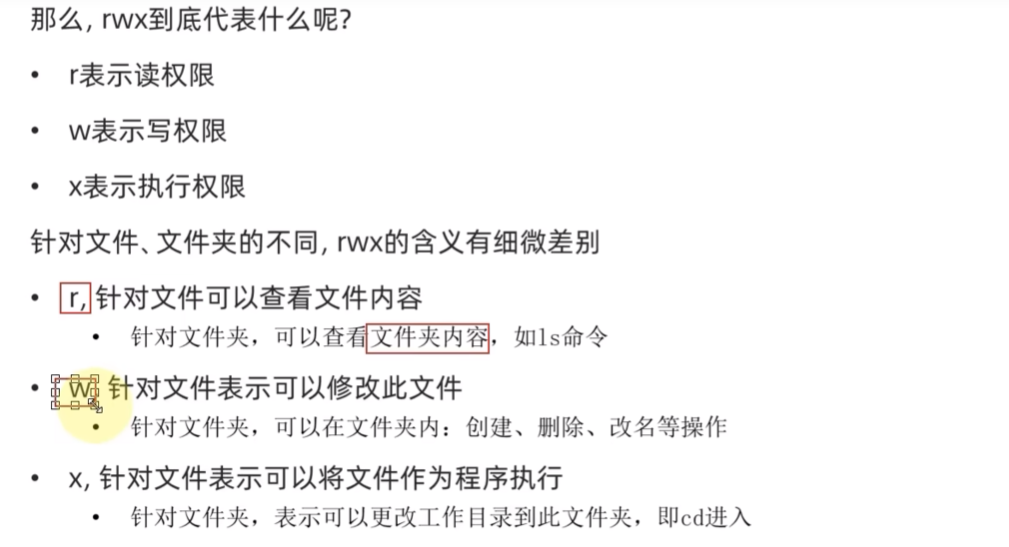 那么, rwx到底代表什么呢?
• r表示读权限
• w表示写权限
• x表示执行权限
针对文件、文件夹的不同, rwx的含义有细微差别
• r, 针对文件可以查看文件内容
• 针对文件夹，可以查看文件夹内容，如ls命令
• w, 针对文件表示可以修改此文件
• 针对文件夹，可以在文件夹内：创建、删除、改名等操作
• x, 针对文件表示可以将文件作为程序执行
• 针对文件夹，表示可以更改工作目录到此文件夹，即cd进入